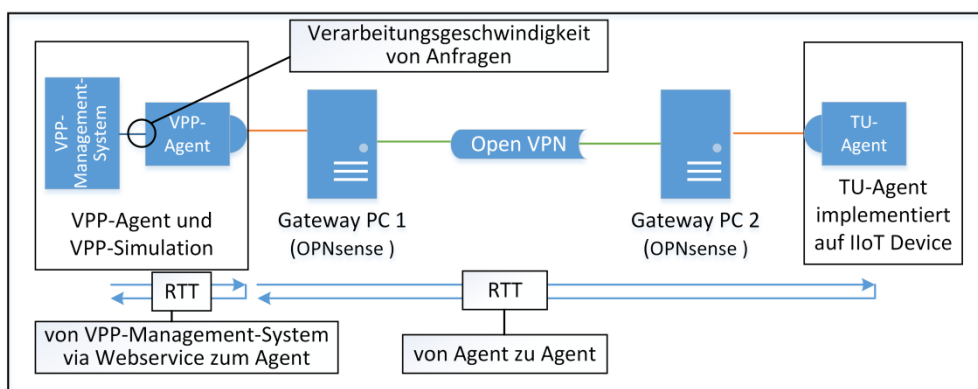 Verarbeitungsgeschwindigkeit
von Anfragen
VPP-
Management-
System
VPP-
Agent
Open VPN
TU-
Agent
VPP-Agent und
VPP-Simulation
Gateway PC 1
(OPNsense )
Gateway PC 2
(OPNsense )
TU-Agent
implementiert
auf IIoT Device
RTT
RTT
von VPP-Management-System
via Webservice zum Agent
von Agent zu Agent